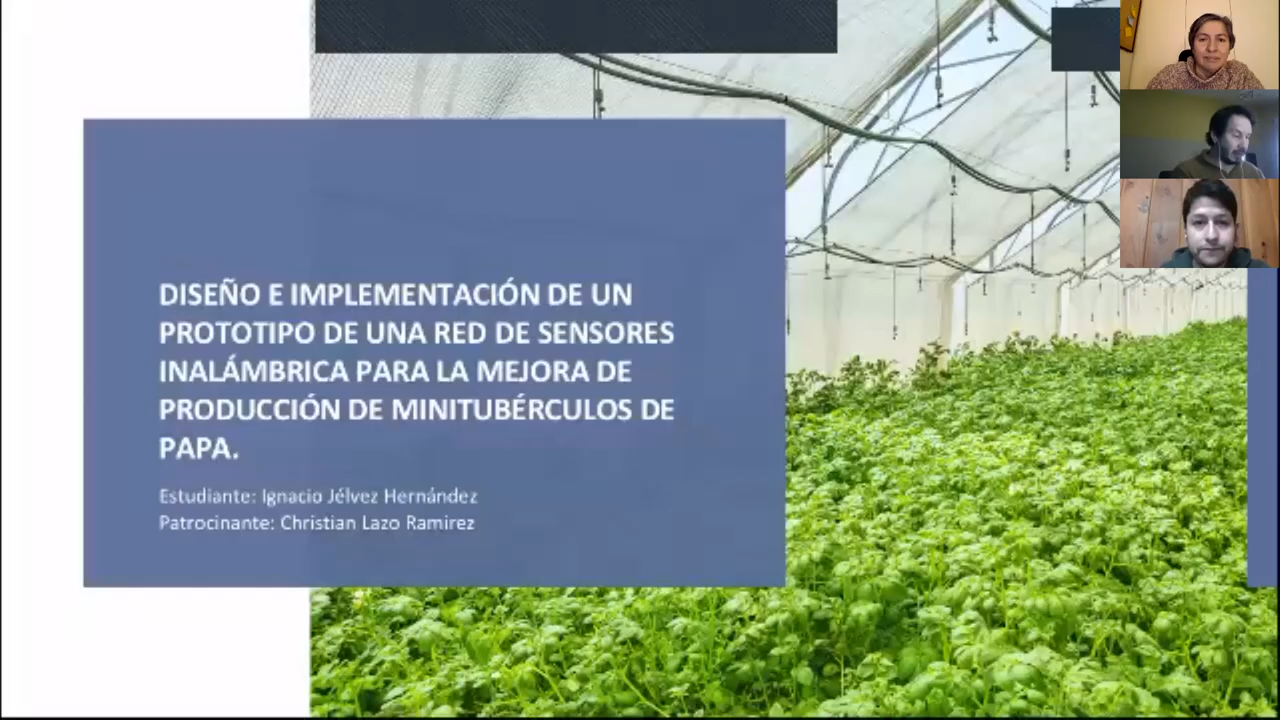 DISEÑO E IMPLEMENTACIÓN DE UN
PROTOTIPO DE UNA RED DE SENSORES
INALÁMBRICA PARA LA MEJORA DE
PRODUCCIÓN DE MINITUBÉRCULOS DE
PAPA.
Estudiante: Ignacio Jélvez Hernández
Patrocinante: Christian Lazo Ramirez